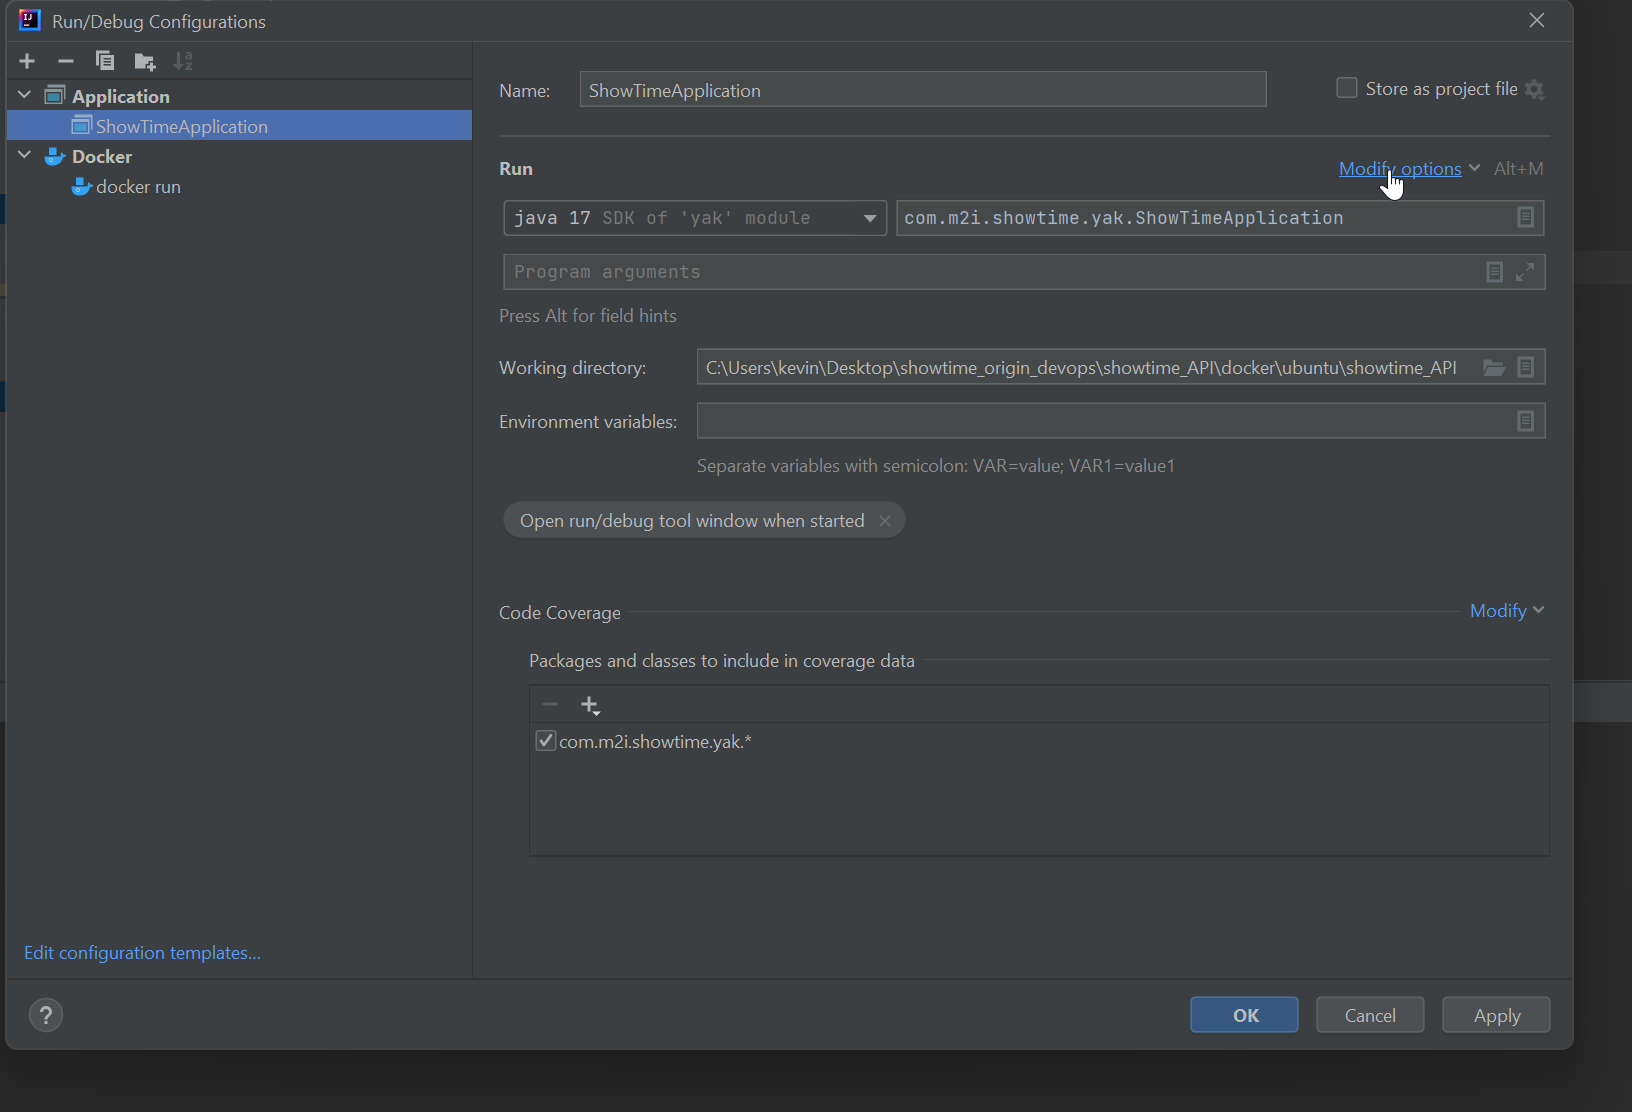 Run/Debug Configurations
Application
ShowTimeApplication
Docker
docker run
Edit configuration templates...
Name: ShowTimeApplication
Store as project file
Run
Modify options Alt+M
java 17 SDK of 'yak' module
com.m2i.showtime.yak.ShowTimeApplication
Program arguments
Press Alt for field hints
Working directory: C:\Users\kevin\Desktop\showtime_origin_devops\showtime_API\docker\ubuntu\showtime_API
Environment variables:
Separate variables with semicolon: VAR=value; VAR1=value1
Open run/debug tool window when started
Code Coverage
Modify
Packages and classes to include in coverage data
com.m2i.showtime.yak.*
?
OK
Cancel
Apply